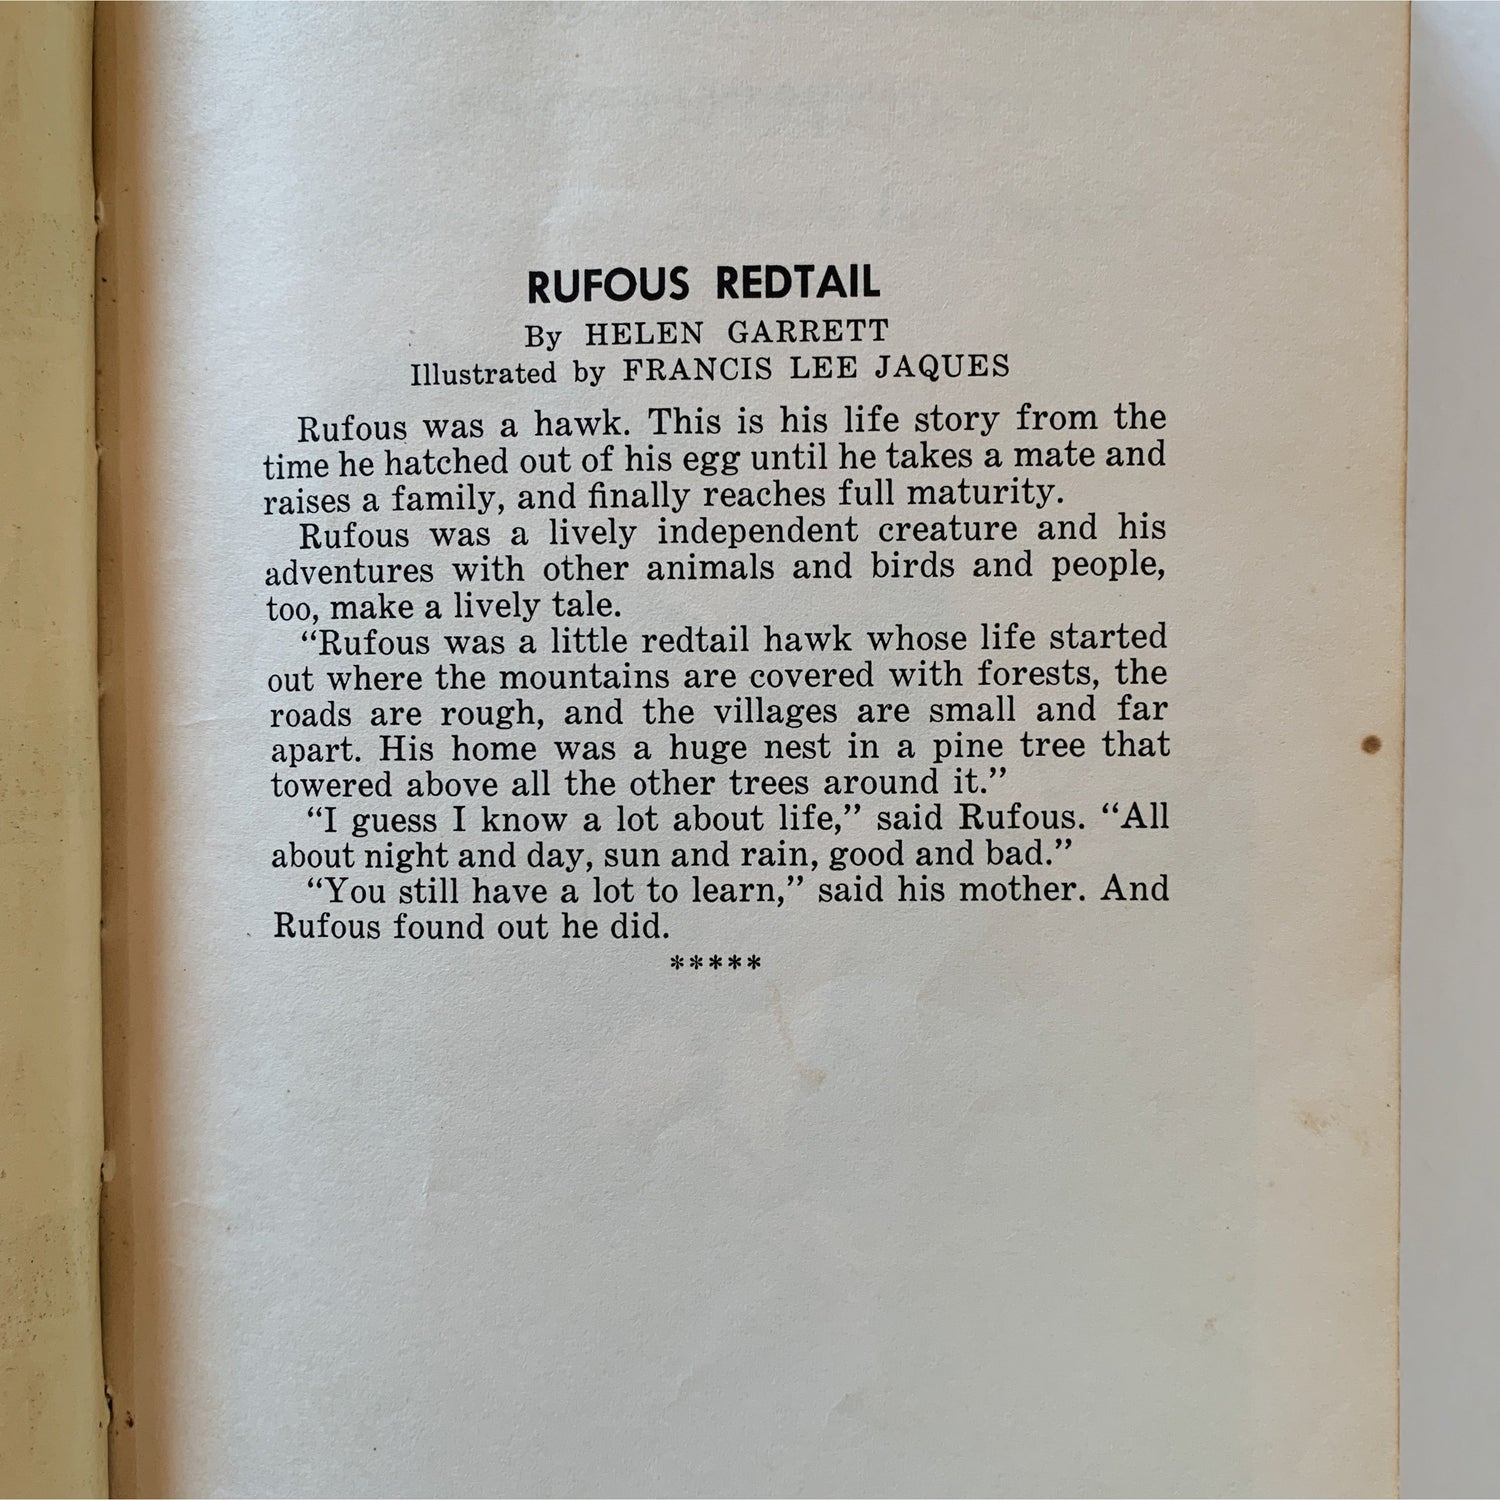 RUFOUS REDTAIL
By HELEN GARRETT
Illustrated by FRANCIS LEE JAQUES
Rufous was a hawk. This is his life story from the
time he hatched out of his egg until he takes a mate and
raises a family, and finally reaches full maturity.
Rufous was a lively independent creature and his
adventures with other animals and birds and people,
too, make a lively tale.
“Rufous was a little redtail hawk whose life started
out where the mountains are covered with forests, the
roads are rough, and the villages are small and far
apart. His home was a huge nest in a pine tree that
towered above all the other trees around it.”
“I guess I know a lot about life,” said Rufous. “All
about night and day, sun and rain, good and bad.”
“You still have a lot to learn,” said his mother. And
Rufous found out he did.
*****